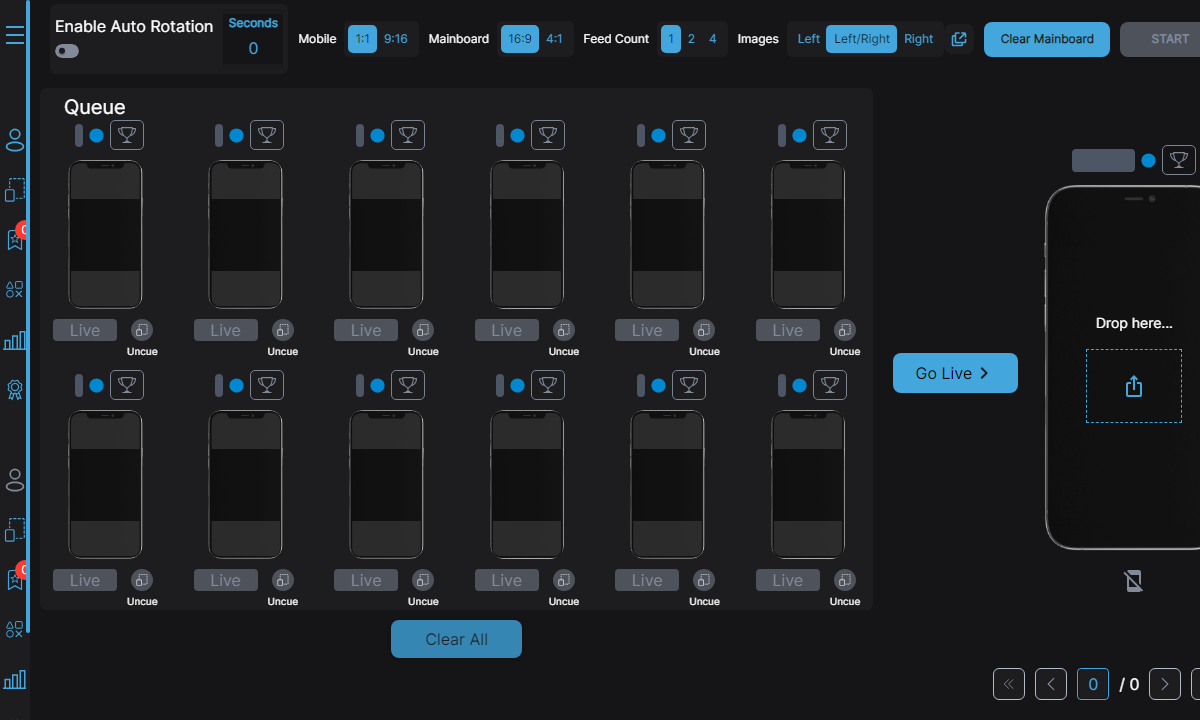 Enable Auto Rotation
Seconds
0
Mobile 1:1 9:16 Mainboard 16:9 4:1 Feed Count 1 2 4 Images Left Left/Right Right Clear Mainboard START
Queue
Live Live Live Live Live Live
Uncue Uncue Uncue Uncue Uncue Uncue
Drop here...
Go Live
Live Live Live Live Live Live
Uncue Uncue Uncue Uncue Uncue Uncue
Clear All
0 / 0